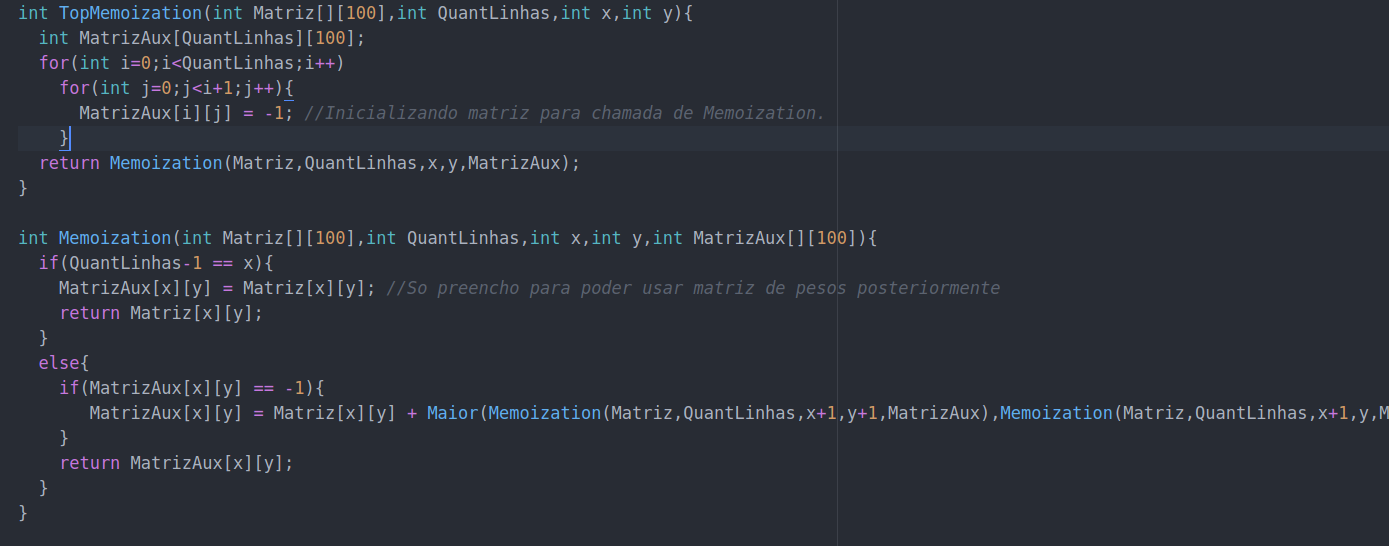 int TopMemoization(int Matriz[][100],int QuantLinhas,int x,int y){
int MatrizAux[QuantLinhas][100];
for(int i=0;i<QuantLinhas;i++)
for(int j=0;j<i+1;j++){
MatrizAux[i][j] = -1; //Inicializando matriz para chamada de Memoization.
}
return Memoization(Matriz,QuantLinhas,x,y,MatrizAux);
}
int Memoization(int Matriz[][100],int QuantLinhas,int x,int y,int MatrizAux[][100]){
if(QuantLinhas-1 == x){
MatrizAux[x][y] = Matriz[x][y]; //So preencho para poder usar matriz de pesos posteriormente
return Matriz[x][y];
}
else{
if(MatrizAux[x][y] == -1){
MatrizAux[x][y] = Matriz[x][y] + Maior(Memoization(Matriz,QuantLinhas,x+1,y+1,MatrizAux),Memoization(Matriz,QuantLinhas,x+1,y,M
}
return MatrizAux[x][y];
}
}